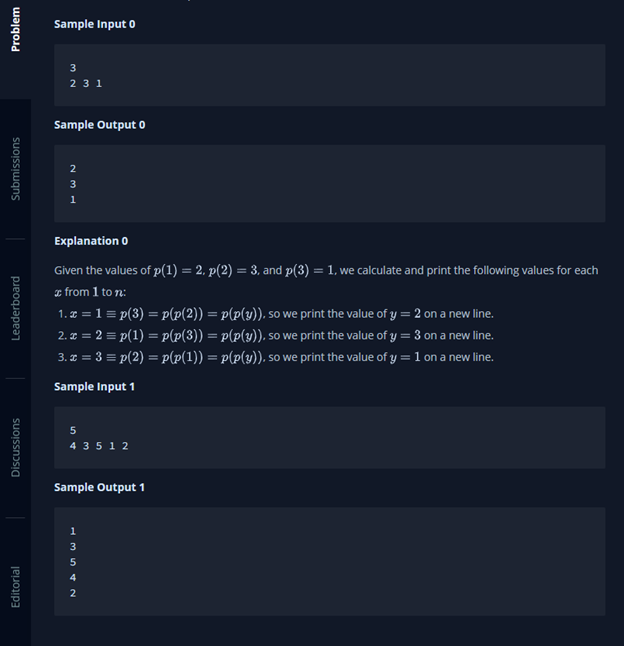 Problem
Submissions
Leaderboard
Discussions
Editorial
Sample Input 0
3
2 3 1
Sample Output 0
2
3
1
Explanation 0
Given the values of p(1) = 2, p(2) = 3, and p(3) = 1, we calculate and print the following values for each
x from 1 to n:
1. x = 1 ≡ p(3) = p(p(2)) = p(p(y)), so we print the value of y = 2 on a new line.
2. x = 2 ≡ p(1) = p(p(3)) = p(p(y)), so we print the value of y = 3 on a new line.
3. x = 3 ≡ p(2) = p(p(1)) = p(p(y)), so we print the value of y = 1 on a new line.
Sample Input 1
5
4 3 5 1 2
Sample Output 1
1
3
5
4
2